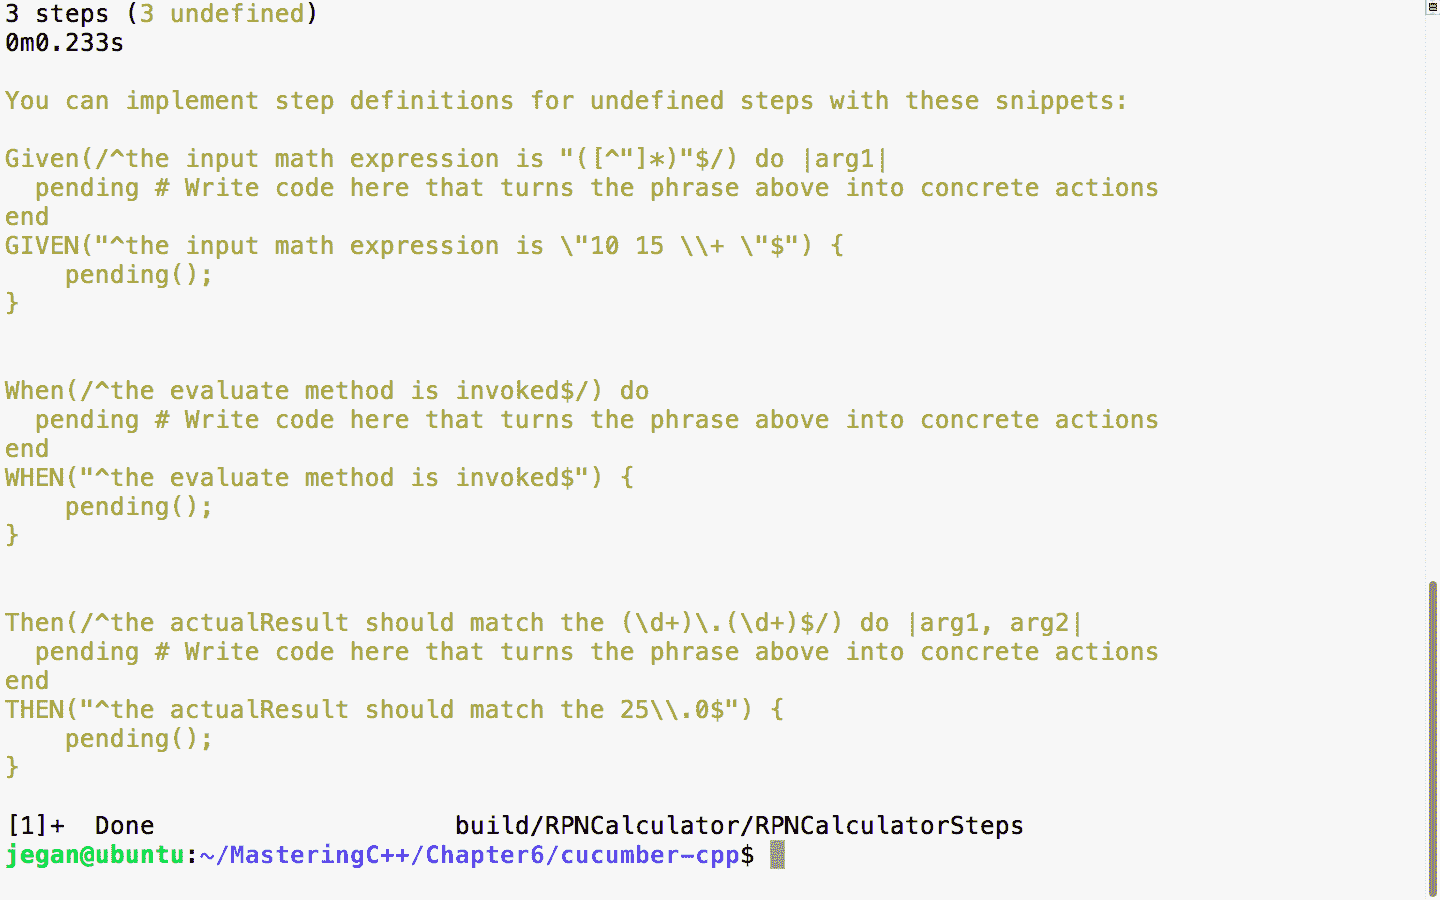 3 steps (3 undefined)
0m0.233s
You can implement step definitions for undefined steps with these snippets:
Given(/^the input math expression is "([^"]*)"$/) do |arg1|
  pending # Write code here that turns the phrase above into concrete actions
end
GIVEN("^the input math expression is \"10 15 \\+ \"$") {
    pending();
}
When(/^the evaluate method is invoked$/) do
  pending # Write code here that turns the phrase above into concrete actions
end
WHEN("^the evaluate method is invoked$") {
    pending();
}
Then(/^the actualResult should match the (\d+)\.(\d+)$/) do |arg1, arg2|
  pending # Write code here that turns the phrase above into concrete actions
end
THEN("^the actualResult should match the 25\\.0$") {
    pending();
}
[1]+  Done                    build/RPNCalculator/RPNCalculatorSteps
jegan@ubuntu:~/MasteringC++/Chapter6/cucumber-cpp$